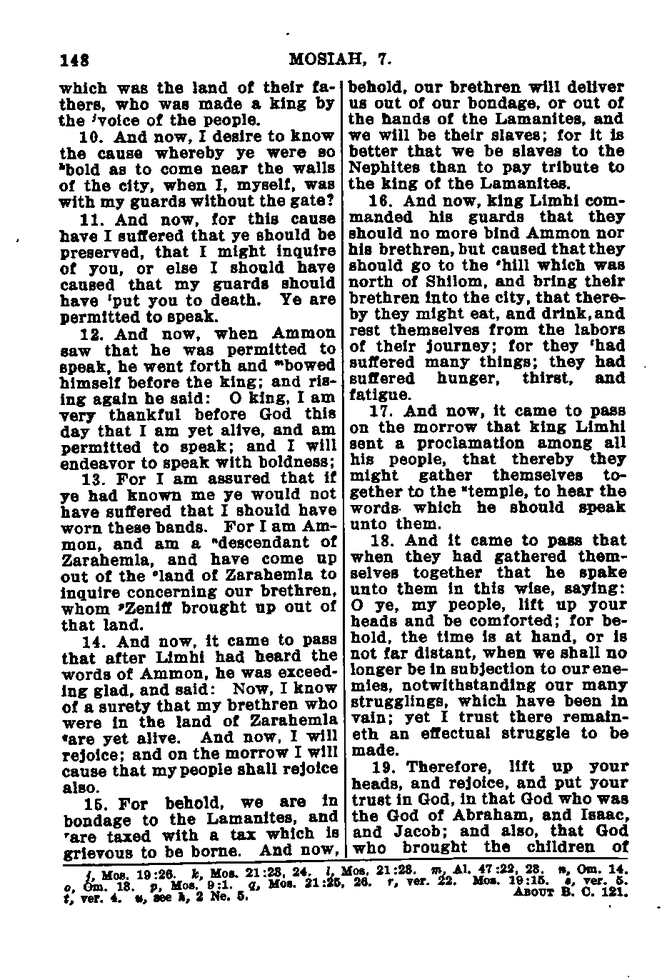 148
MOSIAH, 7.
which was the land of their fa-
thers, who was made a king by
the jvoice of the people.
10. And now, I desire to know
the cause whereby ye were so
kbold as to come near the walls
of the city, when I, myself, was
with my guards without the gate?
11. And now, for this cause
have I suffered that ye should be
preserved, that I might inquire
of you, or else I should have
caused that my guards should
have lput you to death. Ye are
permitted to speak.
12. And now, when Ammon
saw that he was permitted to
speak, he went forth and mbowed
himself before the king; and ris-
ing again he said: O king, I am
very thankful before God this
day that I am yet alive, and am
permitted to speak; and I will
endeavor to speak with boldness;
13. For I am assured that if
ye had known me ye would not
have suffered that I should have
worn these bands. For I am Am-
mon, and am a ndescendant of
Zarahemla, and have come up
out of the oland of Zarahemla to
inquire concerning our brethren,
whom pZeniff brought up out of
that land.
14. And now, it came to pass
that after Limhi had heard the
words of Ammon, he was exceed-
ing glad, and said: Now, I know
of a surety that my brethren who
were in the land of Zarahemla
qare yet alive. And now, I will
rejoice; and on the morrow I will
cause that my people shall rejoice
also.
15. For behold, we are in
bondage to the Lamanites, and
rare taxed with a tax which is
grievous to be borne. And now,
behold, our brethren will deliver
us out of our bondage, or out of
the hands of the Lamanites, and
we will be their slaves; for it is
better that we be slaves to the
Nephites than to pay tribute to
the king of the Lamanites.
16. And now, king Limhi com-
manded his guards that they
should no more bind Ammon nor
his brethren, but caused that they
should go to the shill which was
north of Shilom, and bring their
brethren into the city, that there-
by they might eat, and drink, and
rest themselves from the labors
of their journey; for they thad
suffered many things; they had
suffered hunger, thirst, and
fatigue.
17. And now, it came to pass
on the morrow that king Limhi
sent a proclamation among all
his people, that thereby they
might gather themselves to-
gether to the utemple, to hear the
words which he should speak
unto them.
18. And it came to pass that
when they had gathered them-
selves together that he spake
unto them in this wise, saying:
O ye, my people, lift up your
heads and be comforted; for be-
hold, the time is at hand, or is
not far distant, when we shall no
longer be in subjection to our ene-
mies, notwithstanding our many
strugglings, which have been in
vain; yet I trust there remain-
eth an effectual struggle to be
made.
19. Therefore, lift up your
heads, and rejoice, and put your
trust in God, in that God who was
the God of Abraham, and Isaac,
and Jacob; and also, that God
who brought the children of
j, Mos. 19:26. k, Mos. 21:23, 24. l, Mos. 21:23. m, Al. 47:22, 23. n, Om. 14.
o, Om. 13. p, Mos. 9:1. q, Mos. 21:25, 26. r, ver. 22. Mos. 19:15. s, ver. 5.
t, ver. 4. u, see h, 2 Ne. 5.
ABOUT B. C. 121.